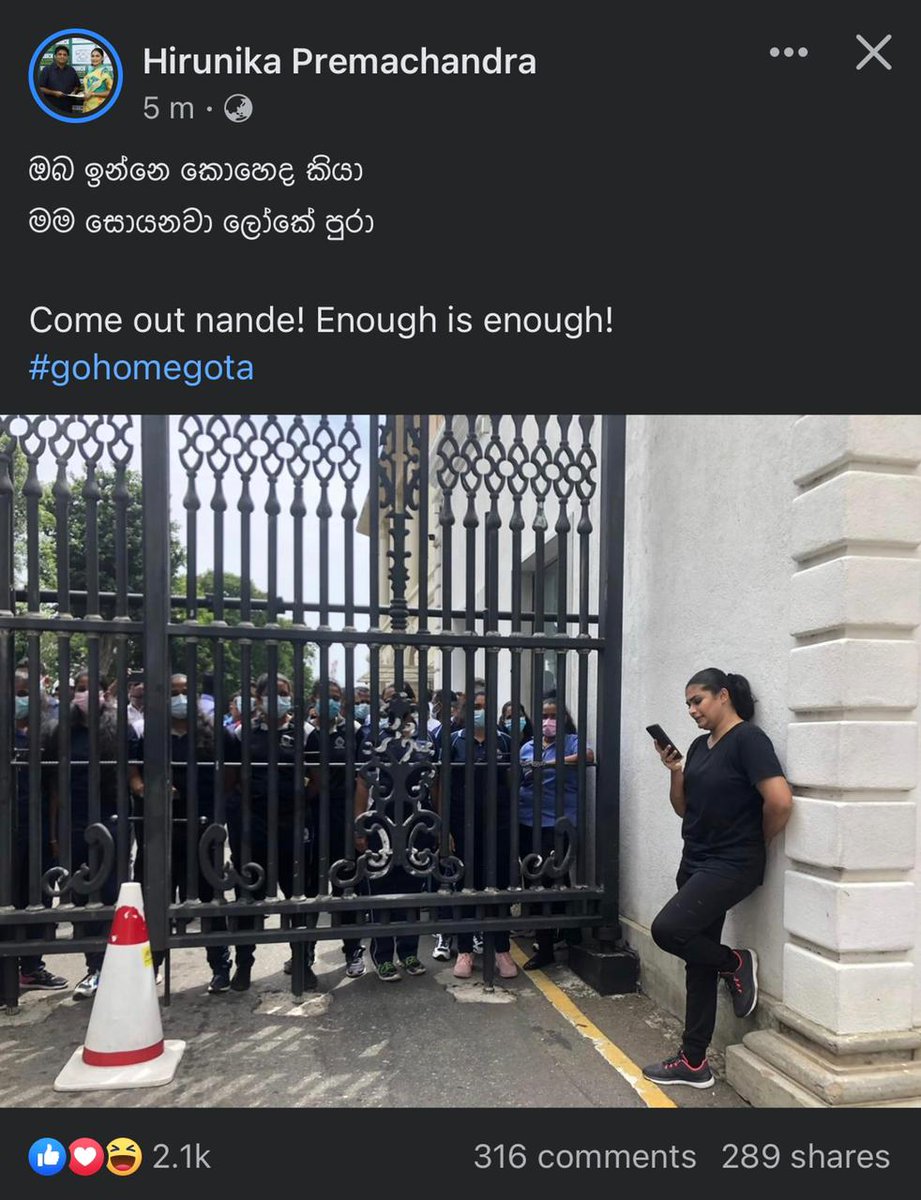 Hirunika Premachandra
5 m ·
ඔබ ඉන්නෙ කොහෙද කියා
මම සොයනවා ලෝකේ පුරා
Come out nande! Enough is enough!
#gohomegota
2.1k 316 comments 289 shares